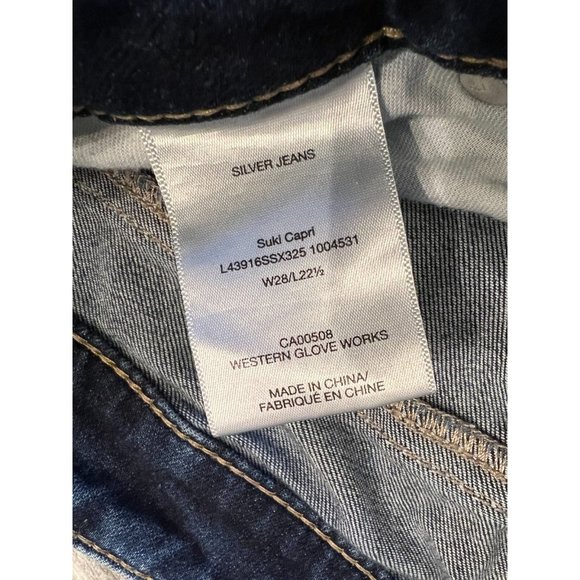 SILVER JEANS
Suki Capri
L43916SSX325 1004531
W28/L22½
CA00508
WESTERN GLOVE WORKS
MADE IN CHINA/
FABRIQUÉ EN CHINE